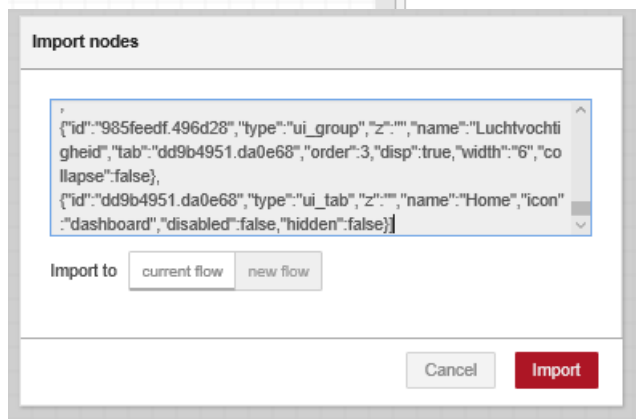 Import nodes
,
{"id":"985feedf.496d28","type":"ui_group","z":"","name":"Luchtvochti
gheid","tab":"dd9b4951.da0e68","order":3,"disp":true,"width":"6","co
llapse":false},
{"id":"dd9b4951.da0e68","type":"ui_tab","z":"","name":"Home","icon"
:"dashboard","disabled":false,"hidden":false}]
Import to current flow new flow
Cancel Import